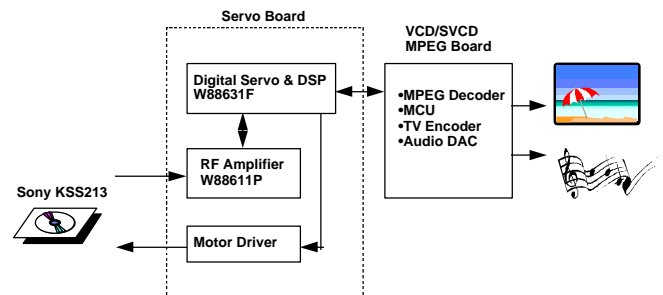 Servo Board
VCD/SVCD
MPEG Board
Digital Servo & DSP
W88631F
•MPEG Decoder
•MCU
•TV Encoder
•Audio DAC
RF Amplifier
W88611P
Sony KSS213
Motor Driver